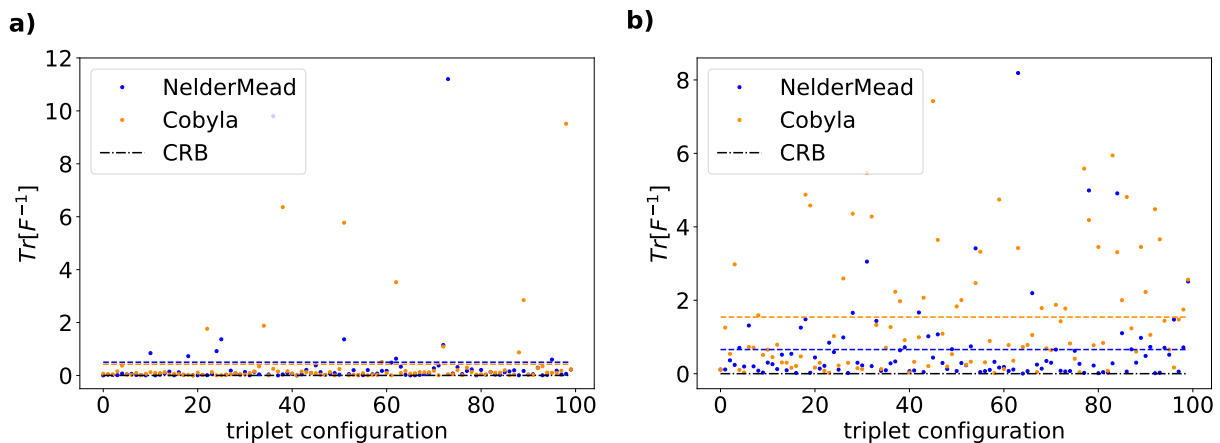 a)
12
10
8
6
4
2
0
Tr[F⁻¹]
NelderMead
Cobyla
CRB
0 20 40 60 80 100
triplet configuration
b)
8
6
4
2
0
Tr[F⁻¹]
NelderMead
Cobyla
CRB
0 20 40 60 80 100
triplet configuration